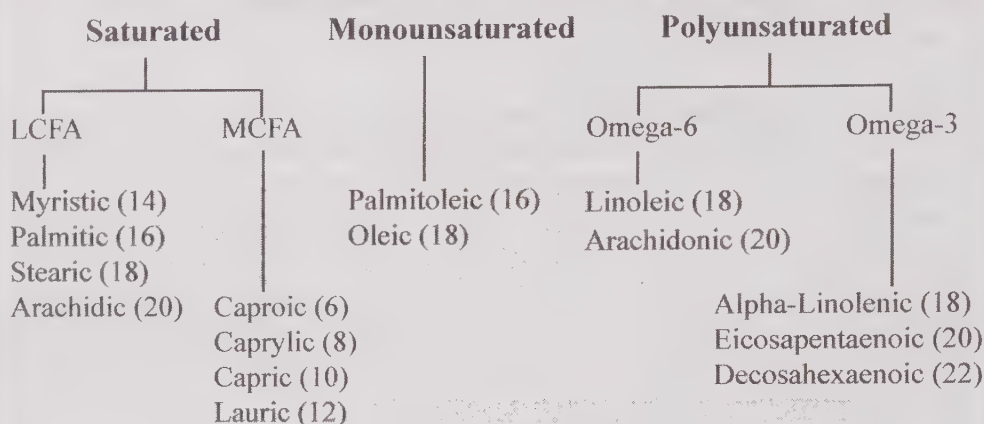 Saturated Monounsaturated Polyunsaturated
LCFA MCFA Omega-6 Omega-3
Myristic (14)
Palmitic (16)
Stearic (18)
Arachidic (20)
Caproic (6)
Caprylic (8)
Capric (10)
Lauric (12)
Palmitoleic (16)
Oleic (18)
Linoleic (18)
Arachidonic (20)
Alpha-Linolenic (18)
Eicosapentaenoic (20)
Decosahexaenoic (22)